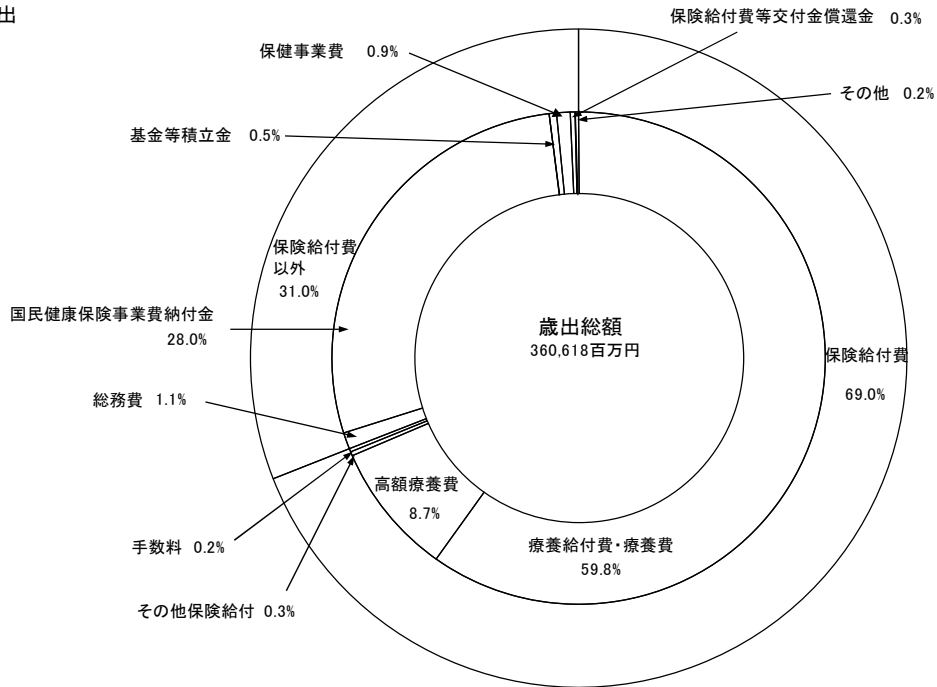 出
保険給付費等交付金償還金 0.3%
保健事業費 0.9%
その他 0.2%
基金等積立金 0.5%
保険給付費
以外
31.0%
国民健康保険事業費納付金
28.0%
歳出総額
360,618百万円
保険給付費
69.0%
総務費 1.1%
高額療養費
8.7%
手数料 0.2%
療養給付費・療養費
59.8%
その他保険給付 0.3%